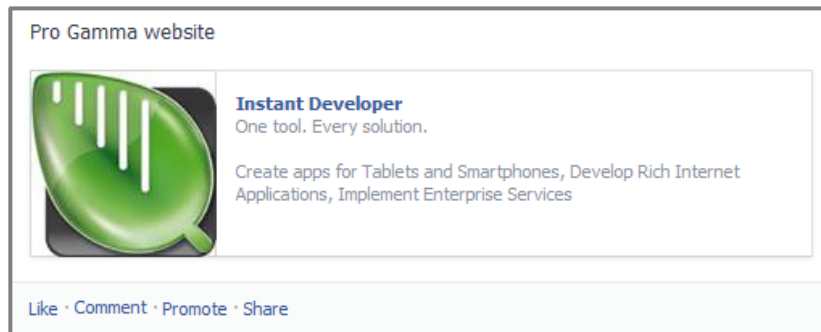 Pro Gamma website
Instant Developer
One tool. Every solution.
Create apps for Tablets and Smartphones, Develop Rich Internet
Applications, Implement Enterprise Services
Like · Comment · Promote · Share